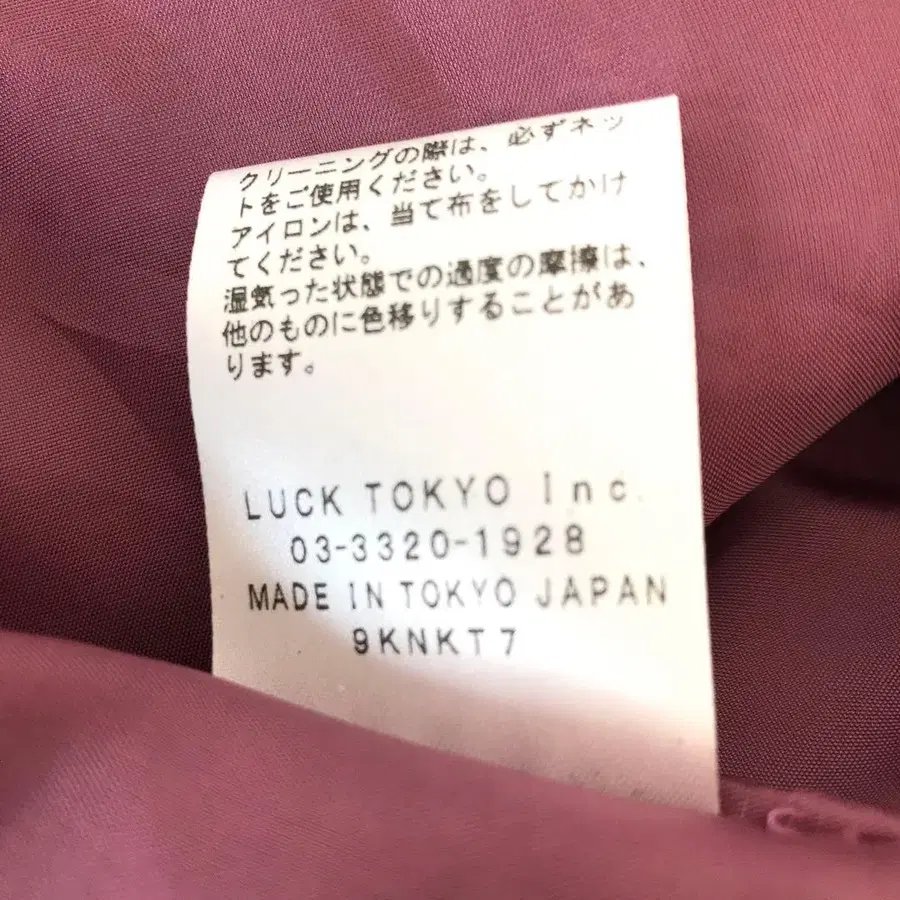 クリーニングの際は、必ずネッ
トをご使用ください。
アイロンは、当て布をしてかけ
てください。
湿気った状態での過度の摩擦は、
他のものに色移りすることがあ
ります。
LUCK TOKYO Inc.
03-3320-1928
MADE IN TOKYO JAPAN
9KNKT7